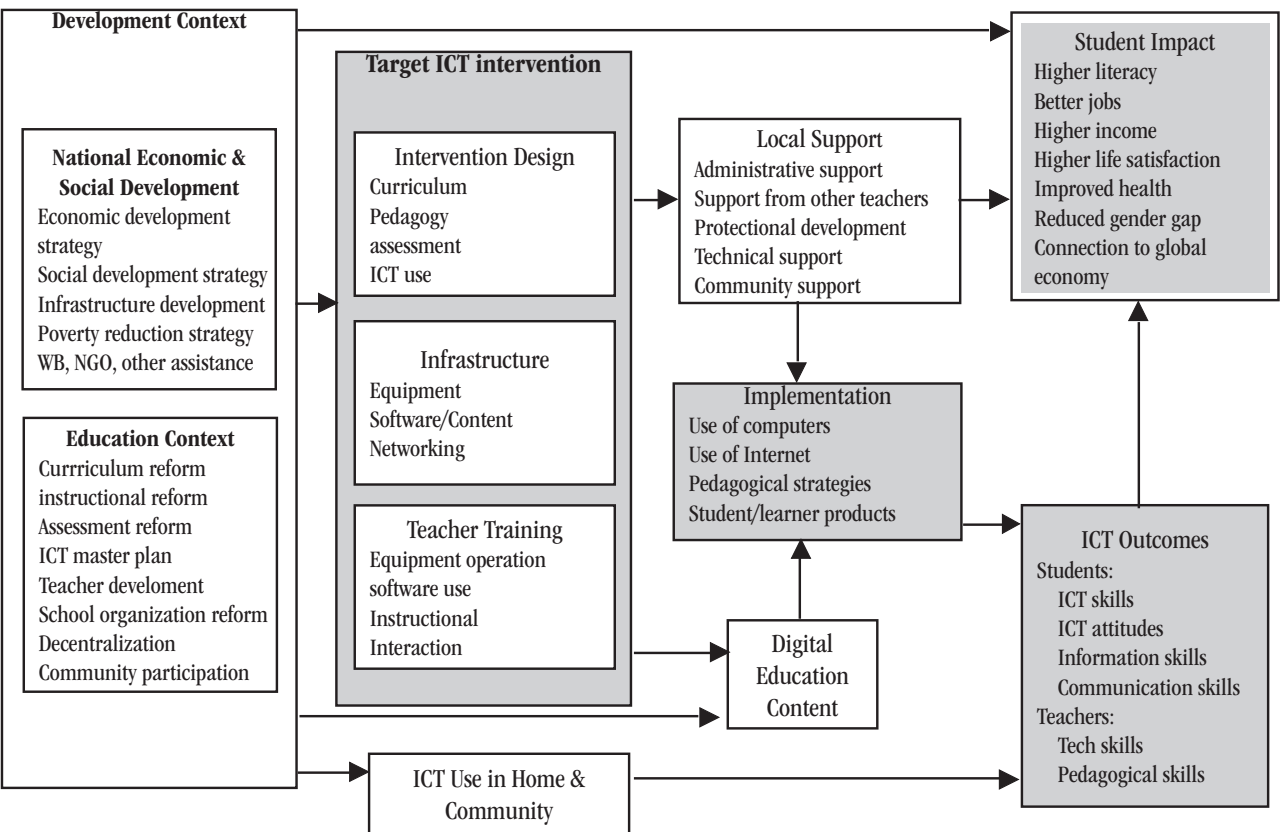 Development Context
National Economic &
Social Development
Economic development
strategy
Social development strategy
Infrastructure development
Poverty reduction strategy
WB, NGO, other assistance
Education Context
Currriculum reform
instructional reform
Assessment reform
ICT master plan
Teacher develoment
School organization reform
Decentralization
Community participation
Target ICT intervention
Intervention Design
Curriculum
Pedagogy
assessment
ICT use
Infrastructure
Equipment
Software/Content
Networking
Teacher Training
Equipment operation
software use
Instructional
Interaction
ICT Use in Home &
Community
Local Support
Administrative support
Support from other teachers
Protectional development
Technical support
Community support
Implementation
Use of computers
Use of Internet
Pedagogical strategies
Student/learner products
Digital
Education
Content
Student Impact
Higher literacy
Better jobs
Higher income
Higher life satisfaction
Improved health
Reduced gender gap
Connection to global
economy
ICT Outcomes
Students:
ICT skills
ICT attitudes
Information skills
Communication skills
Teachers:
Tech skills
Pedagogical skills